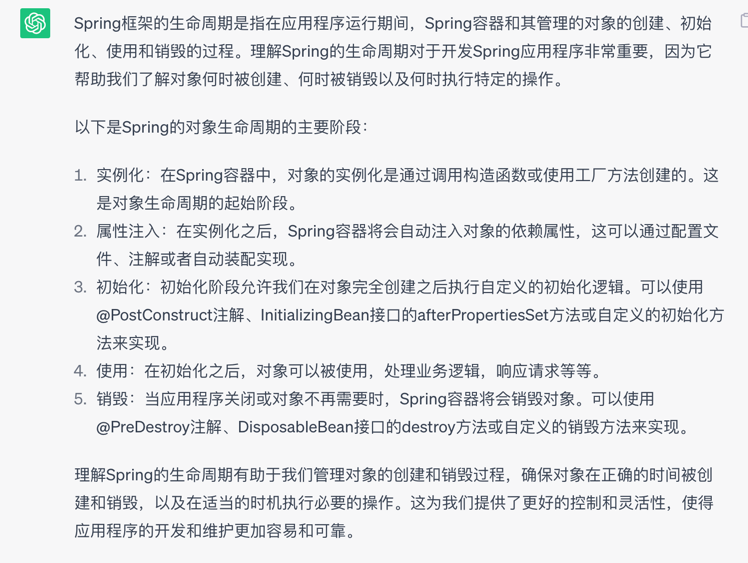 Spring框架的生命周期是指在应用程序运行期间，Spring容器和其管理的对象的创建、初始
化、使用和销毁的过程。理解Spring的生命周期对于开发Spring应用程序非常重要，因为它
帮助我们了解对象何时被创建、何时被销毁以及何时执行特定的操作。
以下是Spring的对象生命周期的主要阶段：
1. 实例化：在Spring容器中，对象的实例化是通过调用构造函数或使用工厂方法创建的。这
是对象生命周期的起始阶段。
2. 属性注入：在实例化之后，Spring容器将会自动注入对象的依赖属性，这可以通过配置文
件、注解或者自动装配实现。
3. 初始化：初始化阶段允许我们在对象完全创建之后执行自定义的初始化逻辑。可以使用
@PostConstruct注解、InitializingBean接口的afterPropertiesSet方法或自定义的初始化方
法来实现。
4. 使用：在初始化之后，对象可以被使用，处理业务逻辑，响应请求等等。
5. 销毁：当应用程序关闭或对象不再需要时，Spring容器将会销毁对象。可以使用
@PreDestroy注解、DisposableBean接口的destroy方法或自定义的销毁方法来实现。
理解Spring的生命周期有助于我们管理对象的创建和销毁过程，确保对象在正确的时间被创
建和销毁，以及在适当的时机执行必要的操作。这为我们提供了更好的控制和灵活性，使得
应用程序的开发和维护更加容易和可靠。